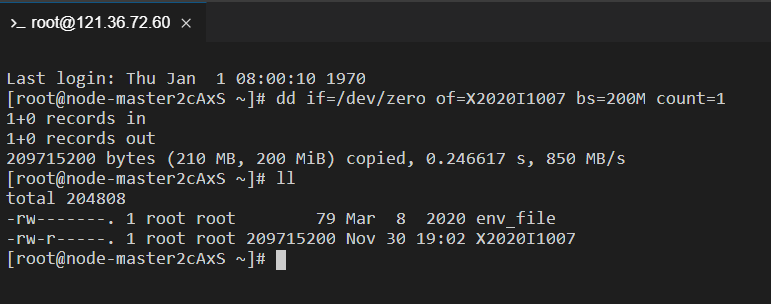 >_ root@121.36.72.60 ×
Last login: Thu Jan  1 08:00:10 1970
[root@node-master2cAxS ~]# dd if=/dev/zero of=X2020I1007 bs=200M count=1
1+0 records in
1+0 records out
209715200 bytes (210 MB, 200 MiB) copied, 0.246617 s, 850 MB/s
[root@node-master2cAxS ~]# ll
total 204808
-rw-------. 1 root root        79 Mar  8  2020 env_file
-rw-r-----. 1 root root 209715200 Nov 30 19:02 X2020I1007
[root@node-master2cAxS ~]#